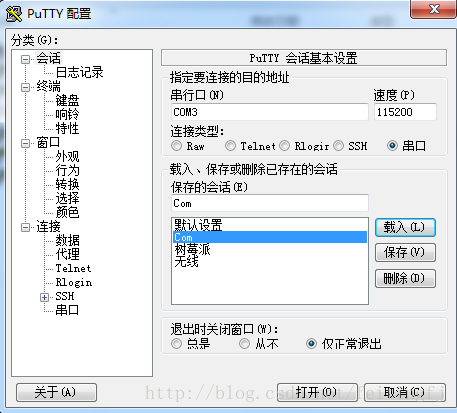 PuTTY 配置
分类(G):
会话
日志记录
终端
键盘
响铃
特性
窗口
外观
行为
转换
选择
颜色
连接
数据
代理
Telnet
Rlogin
SSH
串口
PuTTY 会话基本设置
指定要连接的目的地址
串行口(N) 速度(P)
COM3 115200
连接类型:
Raw Telnet Rlogin SSH 串口
载入、保存或删除已存在的会话
保存的会话(E)
Com
默认设置
Com
树莓派
无线
载入(L)
保存(V)
删除(D)
退出时关闭窗口(W):
总是 从不 仅正常退出
关于(A) 打开(O) 取消(C)